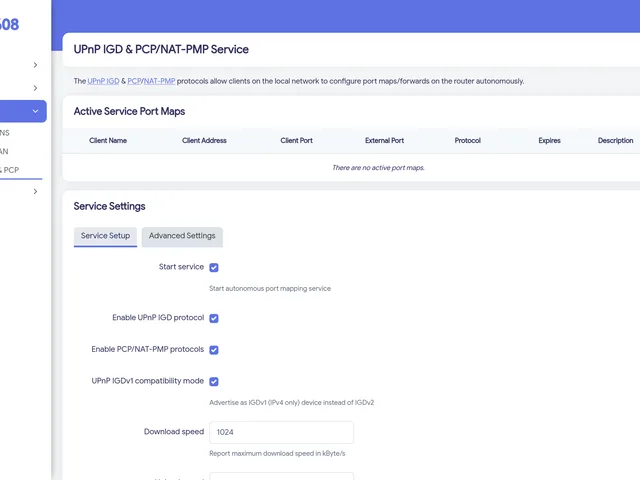 608
UPnP IGD & PCP/NAT-PMP Service
The UPnP IGD & PCP/NAT-PMP protocols allow clients on the local network to configure port maps/forwards on the router autonomously.
Active Service Port Maps
Client Name Client Address Client Port External Port Protocol Expires Description
There are no active port maps.
NS
AN
& PCP
Service Settings
Service Setup Advanced Settings
Start service
Start autonomous port mapping service
Enable UPnP IGD protocol
Enable PCP/NAT-PMP protocols
UPnP IGDv1 compatibility mode
Advertise as IGDv1 (IPv4 only) device instead of IGDv2
Download speed 1024
Report maximum download speed in kByte/s